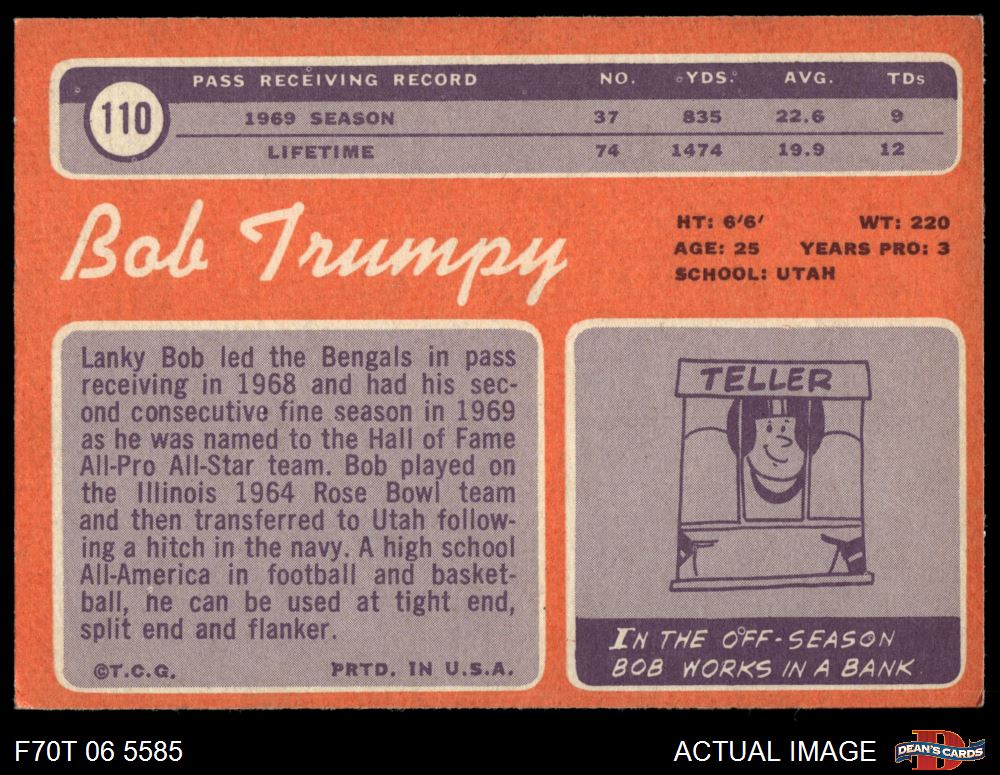 110
PASS RECEIVING RECORD NO. YDS. AVG. TDs
1969 SEASON 37 835 22.6 9
LIFETIME 74 1474 19.9 12
Bob Trumpy
HT: 6'6' WT: 220
AGE: 25 YEARS PRO: 3
SCHOOL: UTAH
Lanky Bob led the Bengals in pass
receiving in 1968 and had his sec-
ond consecutive fine season in 1969
as he was named to the Hall of Fame
All-Pro All-Star team. Bob played on
the Illinois 1964 Rose Bowl team
and then transferred to Utah follow-
ing a hitch in the navy. A high school
All-America in football and basket-
ball, he can be used at tight end,
split end and flanker.
©T.C.G. PRTD. IN U.S.A.
TELLER
IN THE OFF-SEASON
BOB WORKS IN A BANK
F70T 06 5585 ACTUAL IMAGE
D
DEAN'S CARDS